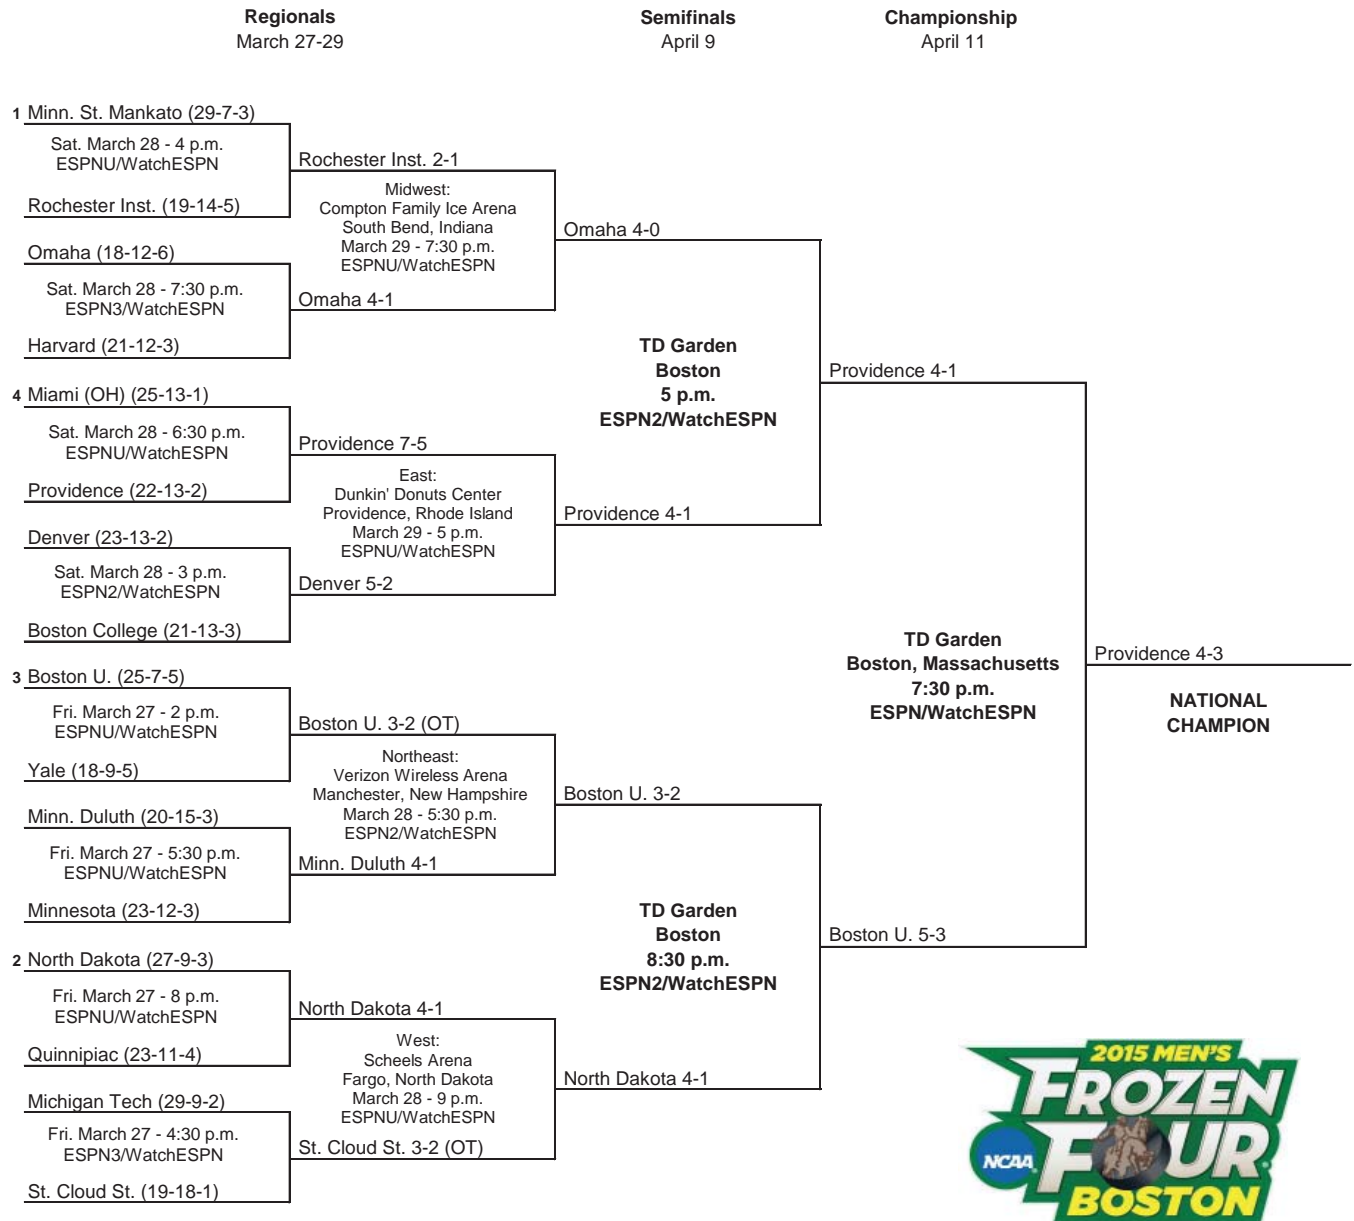 Regionals
March 27-29
Semifinals
April 9
Championship
April 11
1 Minn. St. Mankato (29-7-3)
Sat. March 28 - 4 p.m.
ESPNU/WatchESPN
Rochester Inst. (19-14-5)
Rochester Inst. 2-1
Midwest:
Compton Family Ice Arena
South Bend, Indiana
March 29 - 7:30 p.m.
ESPNU/WatchESPN
Omaha (18-12-6)
Sat. March 28 - 7:30 p.m.
ESPN3/WatchESPN
Harvard (21-12-3)
Omaha 4-1
Omaha 4-0
4 Miami (OH) (25-13-1)
Sat. March 28 - 6:30 p.m.
ESPNU/WatchESPN
Providence (22-13-2)
Providence 7-5
East:
Dunkin' Donuts Center
Providence, Rhode Island
March 29 - 5 p.m.
ESPNU/WatchESPN
Denver (23-13-2)
Sat. March 28 - 3 p.m.
ESPN2/WatchESPN
Boston College (21-13-3)
Denver 5-2
Providence 4-1
TD Garden
Boston
5 p.m.
ESPN2/WatchESPN
Providence 4-1
3 Boston U. (25-7-5)
Fri. March 27 - 2 p.m.
ESPNU/WatchESPN
Yale (18-9-5)
Boston U. 3-2 (OT)
Northeast:
Verizon Wireless Arena
Manchester, New Hampshire
March 28 - 5:30 p.m.
ESPN2/WatchESPN
Minn. Duluth (20-15-3)
Fri. March 27 - 5:30 p.m.
ESPNU/WatchESPN
Minnesota (23-12-3)
Minn. Duluth 4-1
Boston U. 3-2
2 North Dakota (27-9-3)
Fri. March 27 - 8 p.m.
ESPNU/WatchESPN
Quinnipiac (23-11-4)
North Dakota 4-1
West:
Scheels Arena
Fargo, North Dakota
March 28 - 9 p.m.
ESPNU/WatchESPN
Michigan Tech (29-9-2)
Fri. March 27 - 4:30 p.m.
ESPN3/WatchESPN
St. Cloud St. (19-18-1)
St. Cloud St. 3-2 (OT)
North Dakota 4-1
TD Garden
Boston
8:30 p.m.
ESPN2/WatchESPN
Boston U. 5-3
TD Garden
Boston, Massachusetts
7:30 p.m.
ESPN/WatchESPN
Providence 4-3
NATIONAL
CHAMPION
2015 MEN'S
FROZEN
NCAA
FOUR
BOSTON